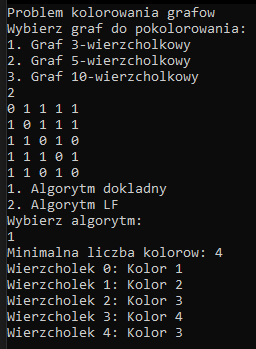 Problem kolorowania grafow
Wybierz graf do pokolorowania:
1. Graf 3-wierzcholkowy
2. Graf 5-wierzcholkowy
3. Graf 10-wierzcholkowy
2
0 1 1 1 1
1 0 1 1 1
1 1 0 1 0
1 1 1 0 1
1 1 0 1 0
1. Algorytm dokladny
2. Algorytm LF
Wybierz algorytm:
1
Minimalna liczba kolorow: 4
Wierzcholek 0: Kolor 1
Wierzcholek 1: Kolor 2
Wierzcholek 2: Kolor 3
Wierzcholek 3: Kolor 4
Wierzcholek 4: Kolor 3